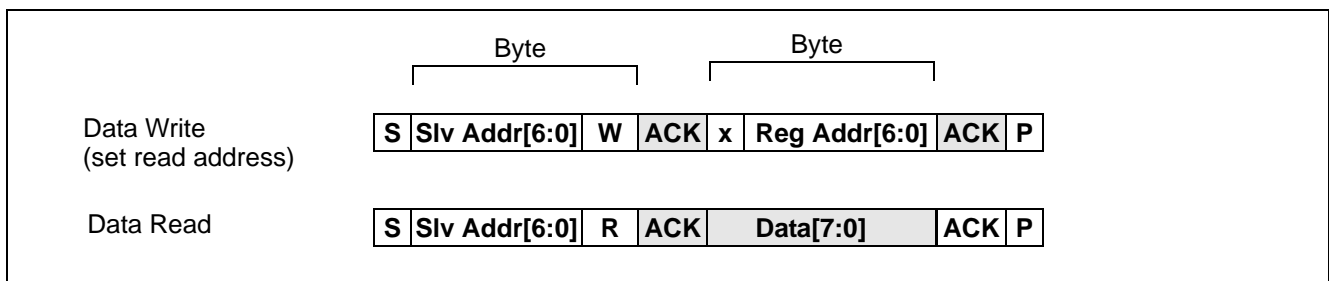 Byte Byte
Data Write S Slv Addr[6:0] W ACK x Reg Addr[6:0] ACK P
(set read address)
Data Read S Slv Addr[6:0] R ACK Data[7:0] ACK P